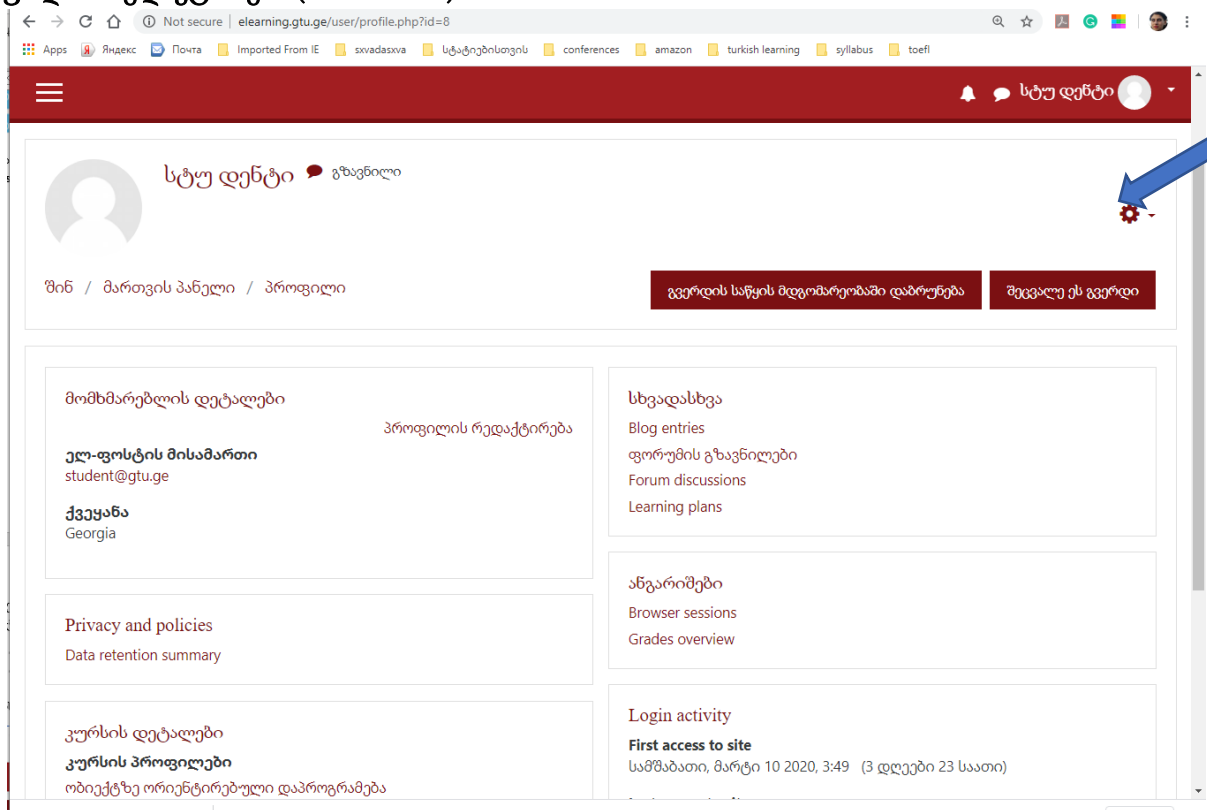 Not secure | elearning.gtu.ge/user/profile.php?id=8
Apps Яндекс Почта Imported From IE sxvadasxva სტატიებისთვის conferences amazon turkish learning syllabus toefl
სტუ დენტი
სტუ დენტი გზავნილი
შინ / მართვის პანელი / პროფილი
გვერდის საწყის მდგომარეობაში დაბრუნება
შეცვალე ეს გვერდი
მომხმარებლის დეტალები
პროფილის რედაქტირება
ელ-ფოსტის მისამართი
student@gtu.ge
ქვეყანა
Georgia
Privacy and policies
Data retention summary
კურსის დეტალები
კურსის პროფილები
ობიექტზე ორიენტირებული დაპროგრამება
სხვადასხვა
Blog entries
ფორუმის გზავნილები
Forum discussions
Learning plans
ანგარიშები
Browser sessions
Grades overview
Login activity
First access to site
სამშაბათი, მარტი 10 2020, 3:49 (3 დღეები 23 საათი)